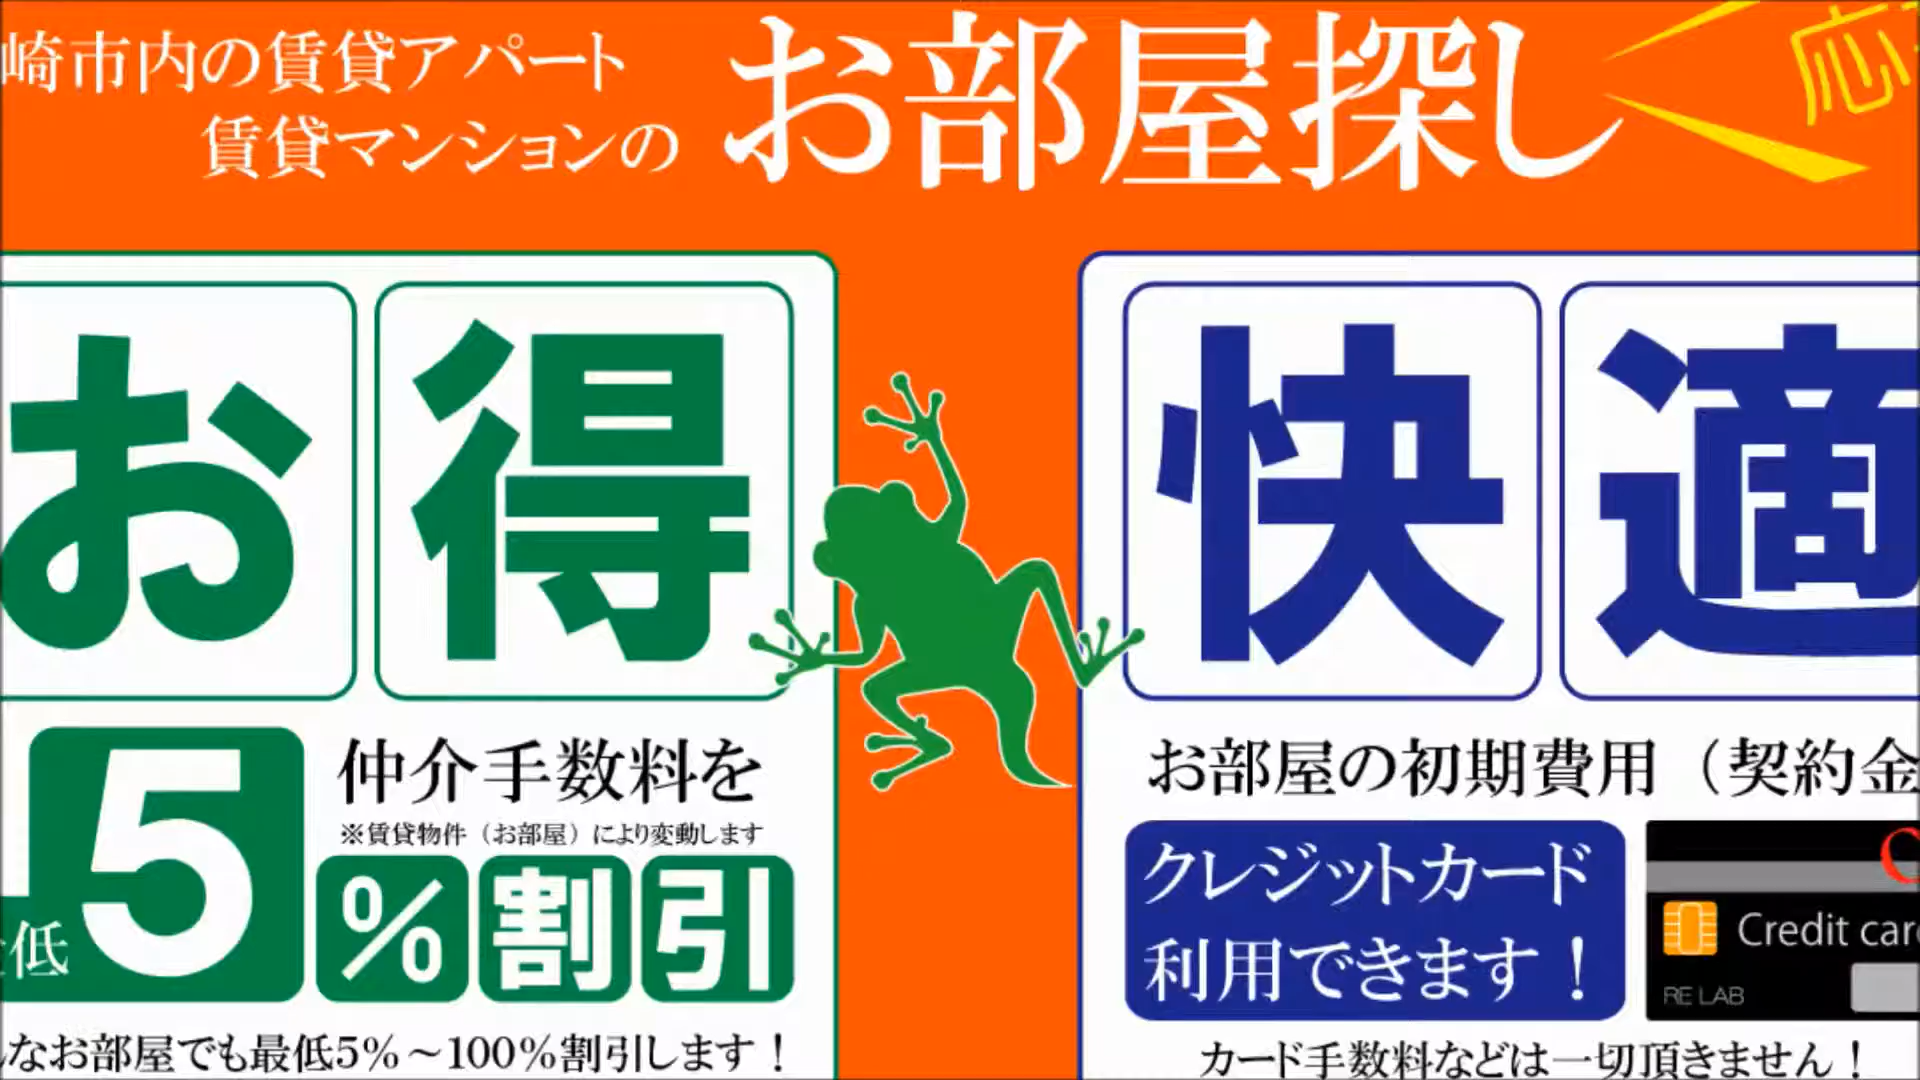 崎市内の賃貸アパート
賃貸マンションの
お部屋探し
応
お得
快適
仲介手数料を
※賃貸物件（お部屋）により変動します
低5%割引
なお部屋でも最低5%～100%割引します！
お部屋の初期費用（契約金
クレジットカード
利用できます！
Credit car
RE LAB
カード手数料などは一切頂きません！